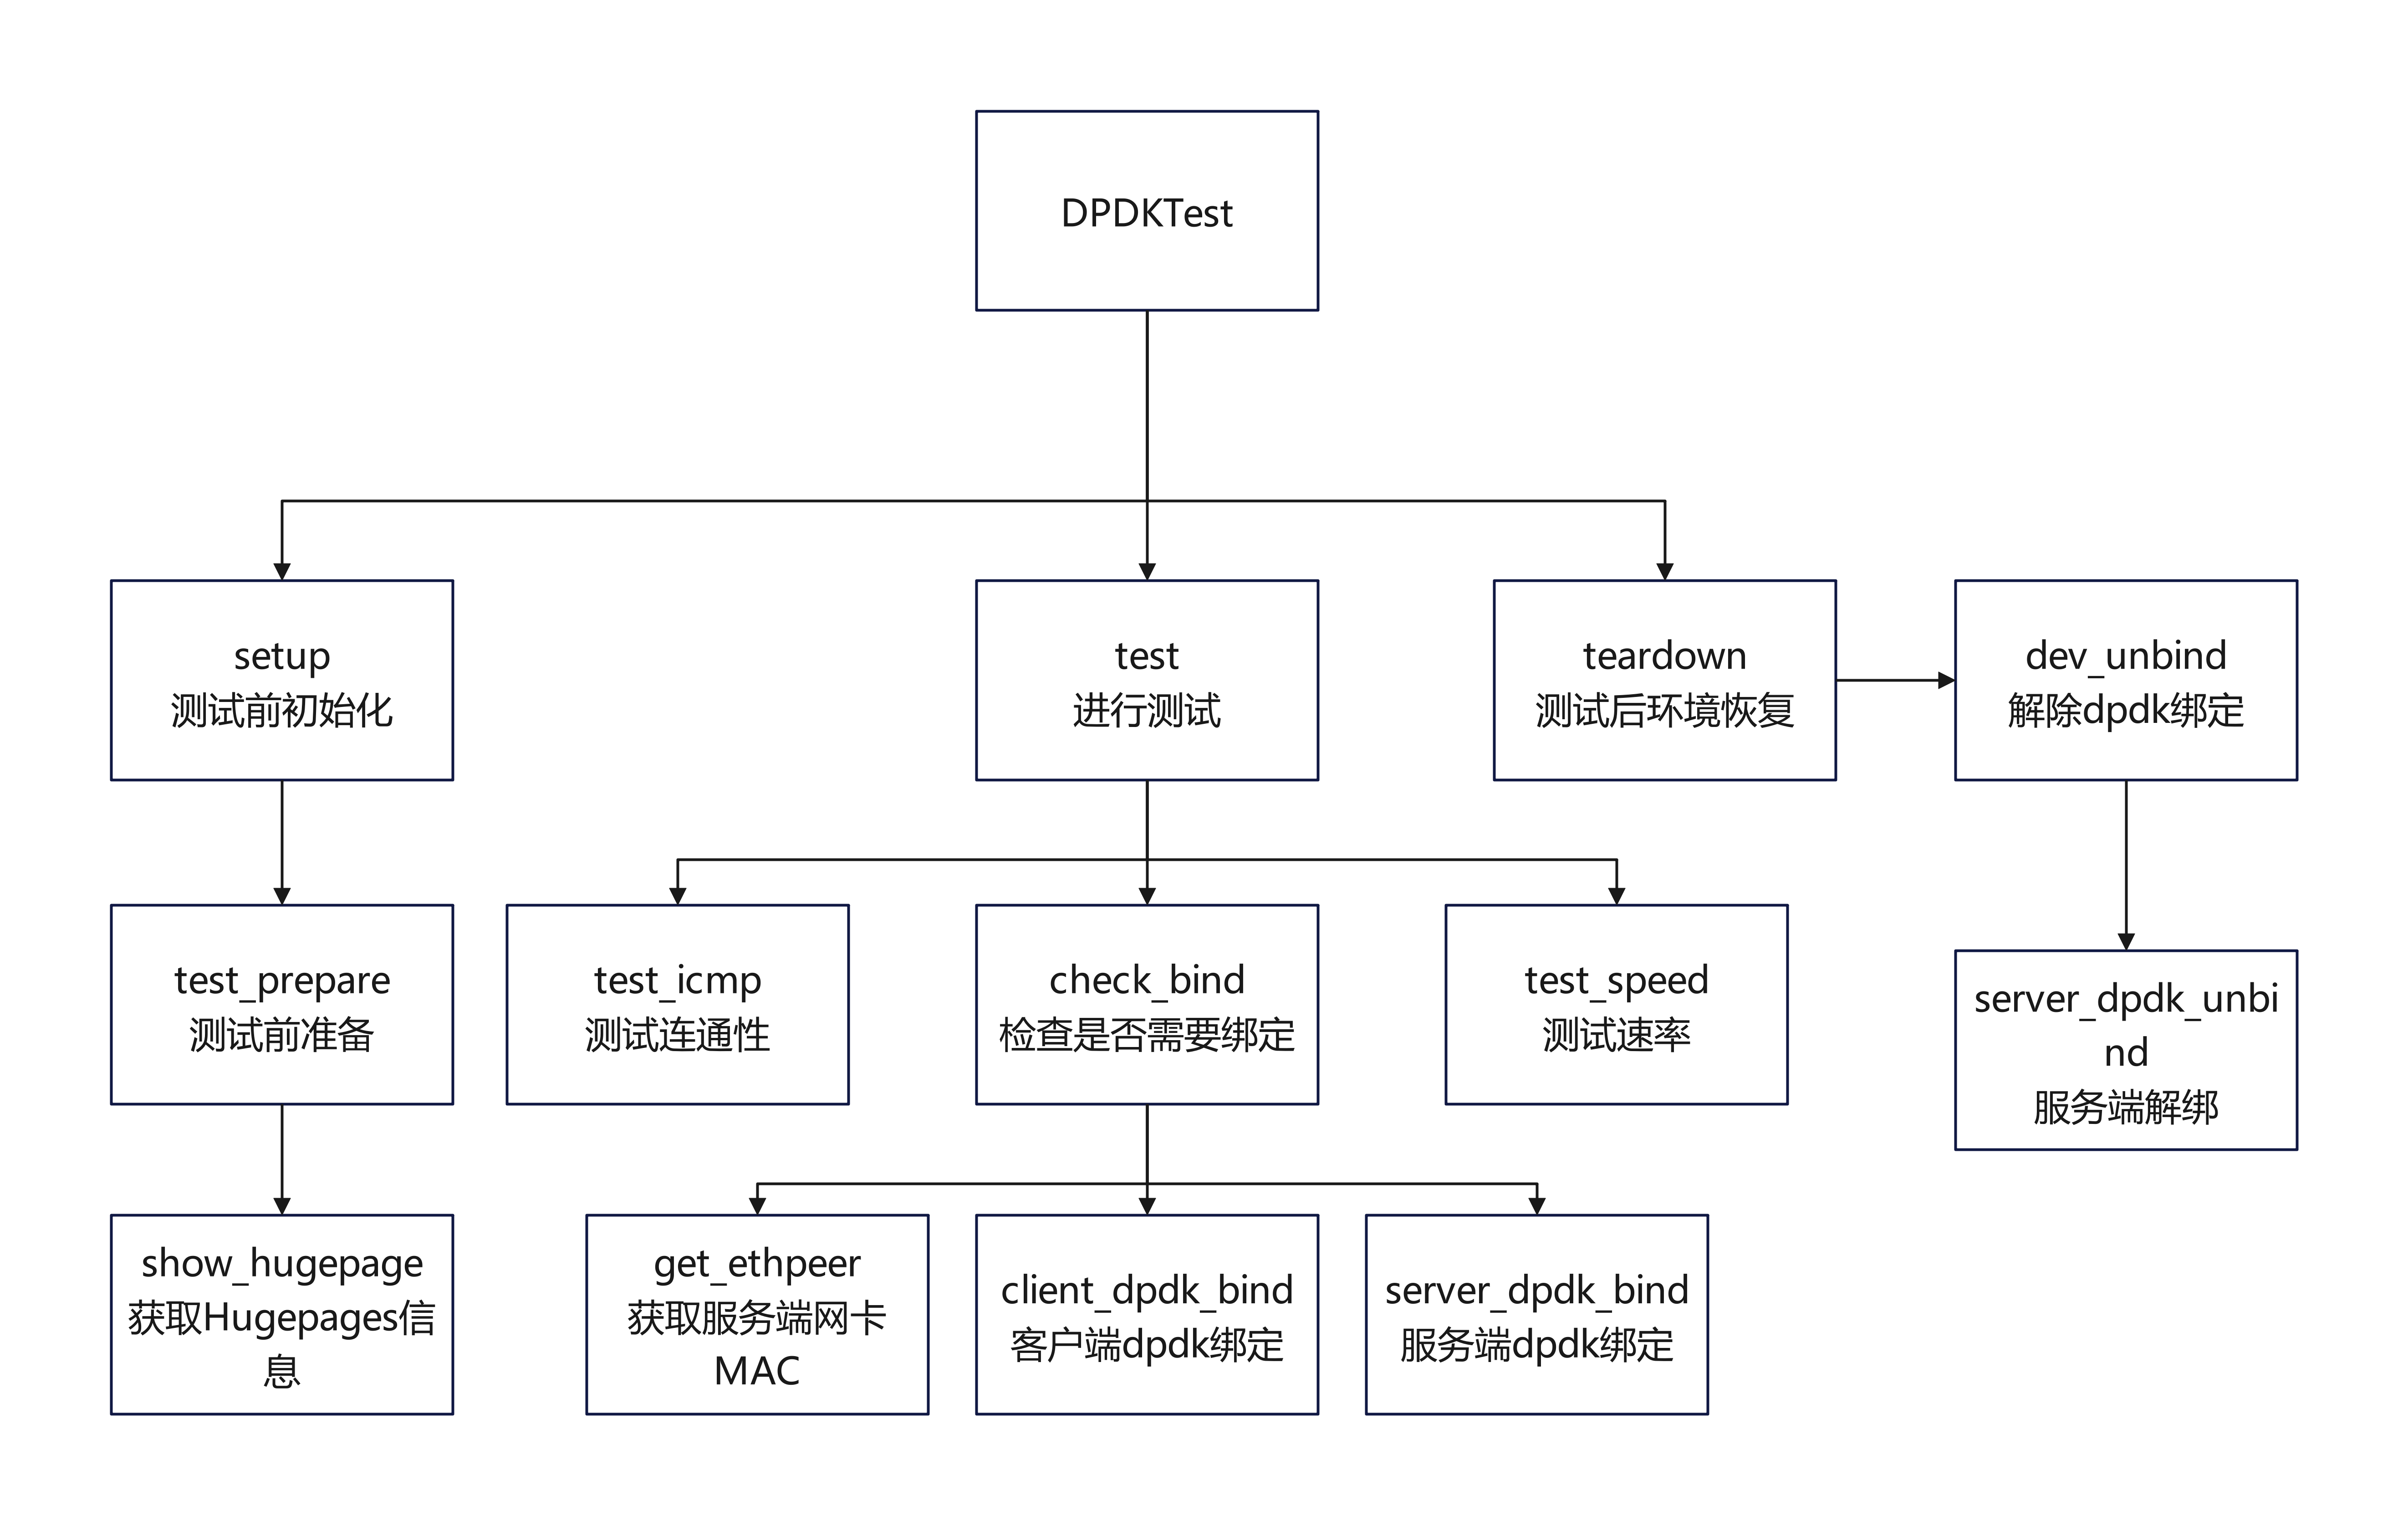 DPDKTest
setup
测试前初始化
test
进行测试
teardown
测试后环境恢复
dev_unbind
解除dpdk绑定
test_prepare
测试前准备
test_icmp
测试连通性
check_bind
检查是否需要绑定
test_speed
测试速率
server_dpdk_unbi
nd
服务端解绑
show_hugepage
获取Hugepages信
息
get_ethpeer
获取服务端网卡
MAC
client_dpdk_bind
客户端dpdk绑定
server_dpdk_bind
服务端dpdk绑定